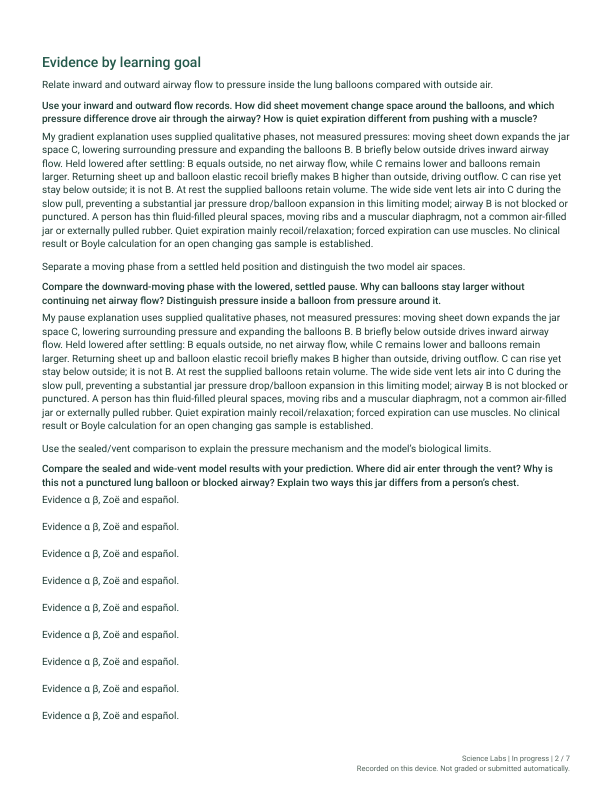 Evidence by learning goal
Relate inward and outward airway flow to pressure inside the lung balloons compared with outside air.
Use your inward and outward flow records. How did sheet movement change space around the balloons, and which
pressure difference drove air through the airway? How is quiet expiration different from pushing with a muscle?
My gradient explanation uses supplied qualitative phases, not measured pressures: moving sheet down expands the jar
space C, lowering surrounding pressure and expanding the balloons B. B briefly below outside drives inward airway
flow. Held lowered after settling: B equals outside, no net airway flow, while C remains lower and balloons remain
larger. Returning sheet up and balloon elastic recoil briefly makes B higher than outside, driving outflow. C can rise yet
stay below outside; it is not B. At rest the supplied balloons retain volume. The wide side vent lets air into C during the
slow pull, preventing a substantial jar pressure drop/balloon expansion in this limiting model; airway B is not blocked or
punctured. A person has thin fluid-filled pleural spaces, moving ribs and a muscular diaphragm, not a common air-filled
jar or externally pulled rubber. Quiet expiration mainly recoil/relaxation; forced expiration can use muscles. No clinical
result or Boyle calculation for an open changing gas sample is established.
Separate a moving phase from a settled held position and distinguish the two model air spaces.
Compare the downward-moving phase with the lowered, settled pause. Why can balloons stay larger without
continuing net airway flow? Distinguish pressure inside a balloon from pressure around it.
My pause explanation uses supplied qualitative phases, not measured pressures: moving sheet down expands the jar
space C, lowering surrounding pressure and expanding the balloons B. B briefly below outside drives inward airway
flow. Held lowered after settling: B equals outside, no net airway flow, while C remains lower and balloons remain
larger. Returning sheet up and balloon elastic recoil briefly makes B higher than outside, driving outflow. C can rise yet
stay below outside; it is not B. At rest the supplied balloons retain volume. The wide side vent lets air into C during the
slow pull, preventing a substantial jar pressure drop/balloon expansion in this limiting model; airway B is not blocked or
punctured. A person has thin fluid-filled pleural spaces, moving ribs and a muscular diaphragm, not a common air-filled
jar or externally pulled rubber. Quiet expiration mainly recoil/relaxation; forced expiration can use muscles. No clinical
result or Boyle calculation for an open changing gas sample is established.
Use the sealed/vent comparison to explain the pressure mechanism and the model's biological limits.
Compare the sealed and wide-vent model results with your prediction. Where did air enter through the vent? Why is
this not a punctured lung balloon or blocked airway? Explain two ways this jar differs from a person's chest.
Evidence α β, Zoë and español.
Evidence α β, Zoë and español.
Evidence α β, Zoë and español.
Evidence α β, Zoë and español.
Evidence α β, Zoë and español.
Evidence α β, Zoë and español.
Evidence α β, Zoë and español.
Evidence α β, Zoë and español.
Evidence α β, Zoë and español.
Science Labs | In progress | 2 / 7
Recorded on this device. Not graded or submitted automatically.